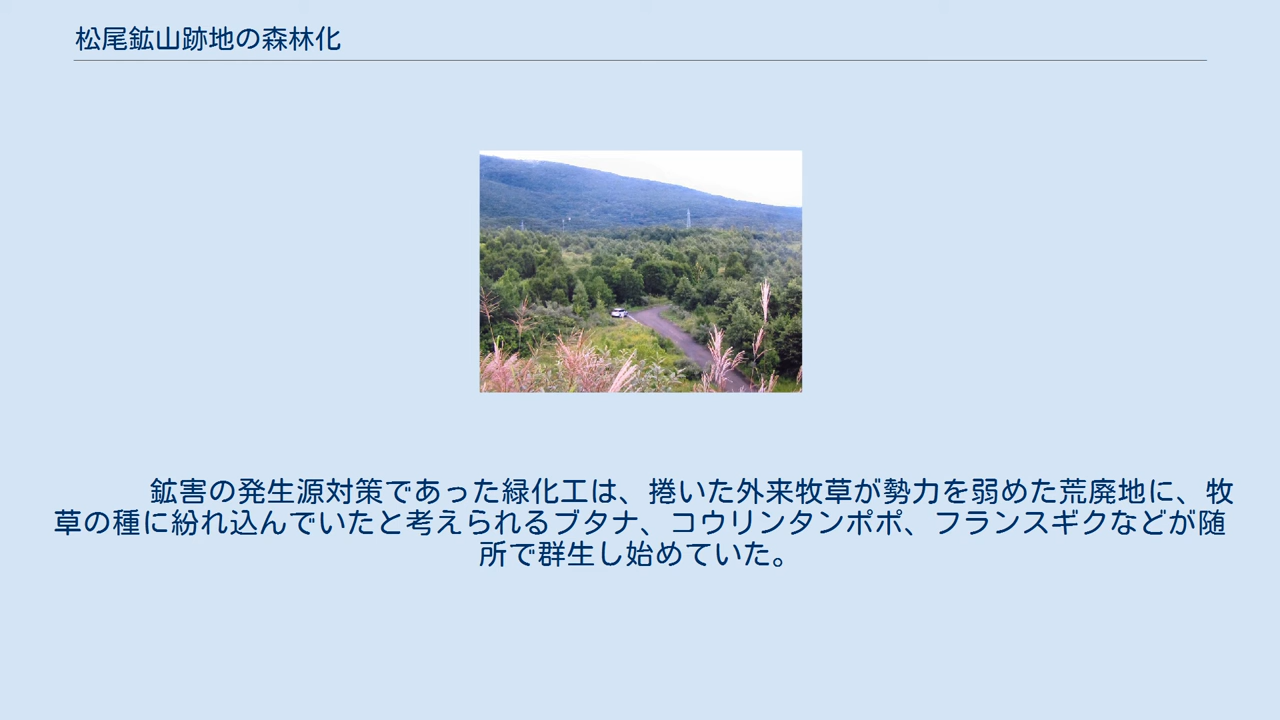 松尾鉱山跡地の森林化
鉱害の発生源対策であった緑化工は、捲いた外来牧草が勢力を弱めた荒廃地に、牧
草の種に紛れ込んでいたと考えられるブタナ、コウリンタンポポ、フランスギクなどが随
所で群生し始めていた。